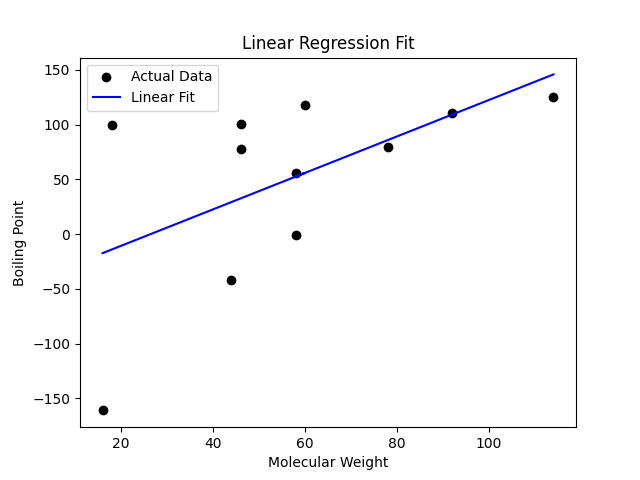 Linear Regression Fit
Actual Data
Linear Fit
150
100
50
0
−50
−100
−150
Boiling Point
20
40
60
80
100
Molecular Weight